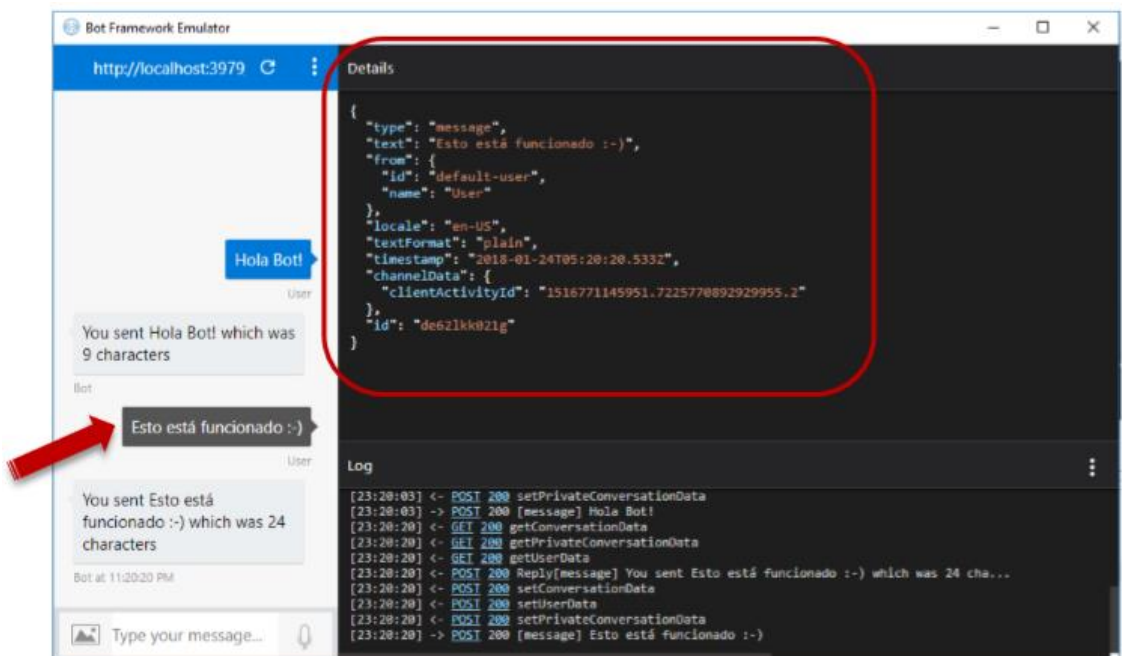 Bot Framework Emulator
http://localhost:3979
Hola Bot!
User
You sent Hola Bot! which was
9 characters
Bot
Esto está funcionado :-)
User
You sent Esto está
funcionado :-) which was 24
characters
Bot at 11:20:20 PM
Type your message...
Details
{
"type": "message",
"text": "Esto está funcionado :-)",
"from": {
"id": "default-user",
"name": "User"
},
"locale": "en-US",
"textFormat": "plain",
"timestamp": "2018-01-24T05:20:20.533Z",
"channelData": {
"clientActivityId": "1516771145951.7225770892929955.2"
},
"id": "de62lkk021g"
}
Log
[23:20:03] <- POST 200 setPrivateConversationData
[23:20:03] -> POST 200 [message] Hola Bot!
[23:20:20] <- GET 200 getConversationData
[23:20:20] <- GET 200 getPrivateConversationData
[23:20:20] <- GET 200 getUserData
[23:20:20] <- POST 200 Reply[message] You sent Esto está funcionado :-) which was 24 cha...
[23:20:20] <- POST 200 setConversationData
[23:20:20] <- POST 200 setUserData
[23:20:20] <- POST 200 setPrivateConversationData
[23:20:20] -> POST 200 [message] Esto está funcionado :-)